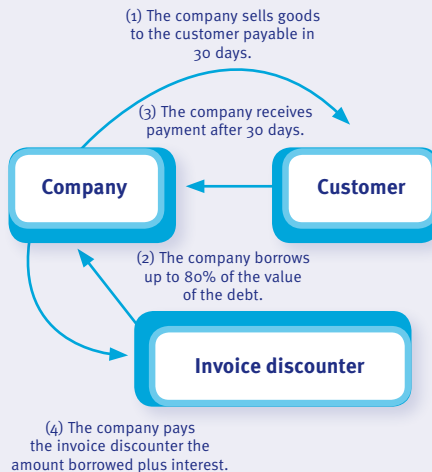 (1) The company sells goods
to the customer payable in
30 days.
(3) The company receives
payment after 30 days.
Company
Customer
(2) The company borrows
up to 80% of the value
of the debt.
Invoice discounter
(4) The company pays
the invoice discounter the
amount borrowed plus interest.